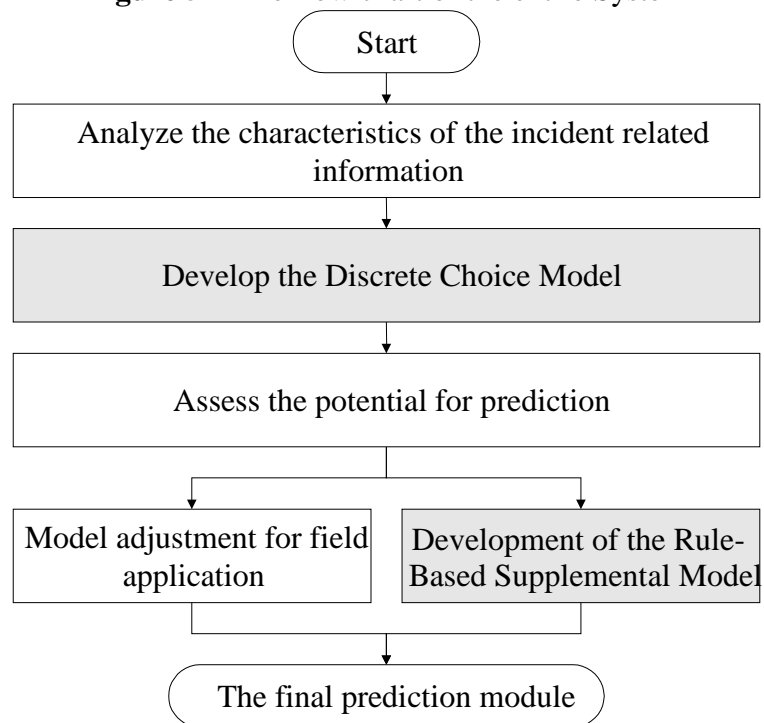 Start
Analyze the characteristics of the incident related
information
Develop the Discrete Choice Model
Assess the potential for prediction
Model adjustment for field
application
Development of the Rule-
Based Supplemental Model
The final prediction module